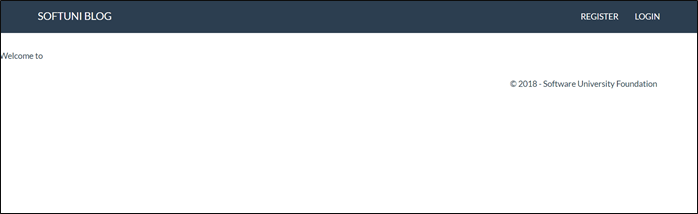 SOFTUNI BLOG REGISTER LOGIN
Welcome to
© 2018 - Software University Foundation